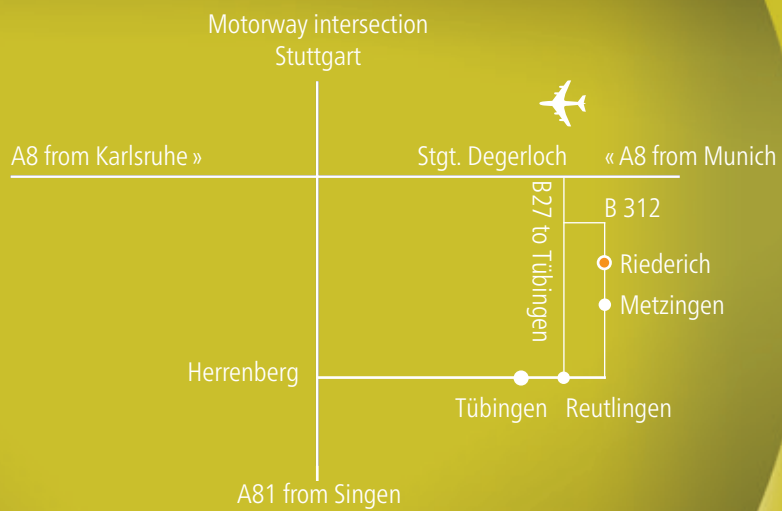 Motorway intersection
Stuttgart
A8 from Karlsruhe »
Stgt. Degerloch
« A8 from Munich
B27 to Tübingen
B 312
Riederich
Metzingen
Herrenberg
Tübingen
Reutlingen
A81 from Singen